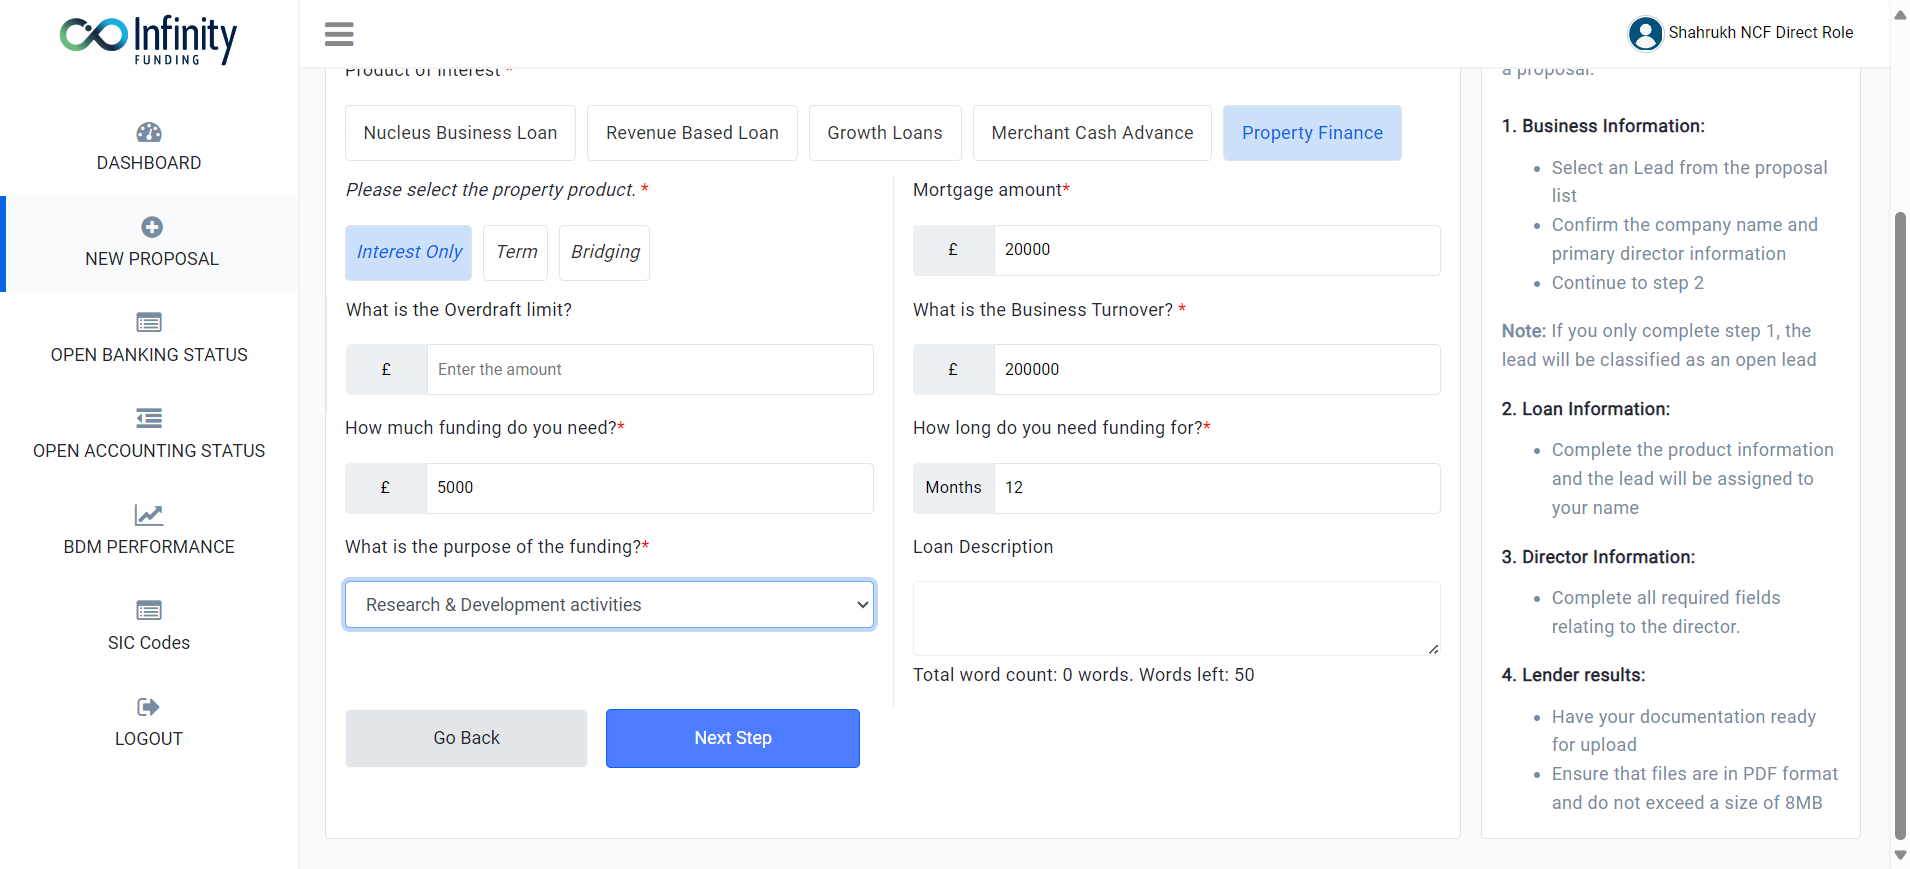 Infinity
FUNDING
Shahrukh NCF Direct Role
DASHBOARD
NEW PROPOSAL
OPEN BANKING STATUS
OPEN ACCOUNTING STATUS
BDM PERFORMANCE
SIC Codes
LOGOUT
Product of Interest *
Nucleus Business Loan
Revenue Based Loan
Growth Loans
Merchant Cash Advance
Property Finance
Please select the property product. *
Interest Only
Term
Bridging
Mortgage amount*
£ 20000
What is the Overdraft limit?
£ Enter the amount
What is the Business Turnover? *
£ 200000
How much funding do you need?*
£ 5000
How long do you need funding for?*
Months 12
What is the purpose of the funding?*
Research & Development activities
Loan Description
Total word count: 0 words. Words left: 50
Go Back
Next Step
a proposal.
1. Business Information:
• Select an Lead from the proposal
list
• Confirm the company name and
primary director information
• Continue to step 2
Note: If you only complete step 1, the
lead will be classified as an open lead
2. Loan Information:
• Complete the product information
and the lead will be assigned to
your name
3. Director Information:
• Complete all required fields
relating to the director.
4. Lender results:
• Have your documentation ready
for upload
• Ensure that files are in PDF format
and do not exceed a size of 8MB